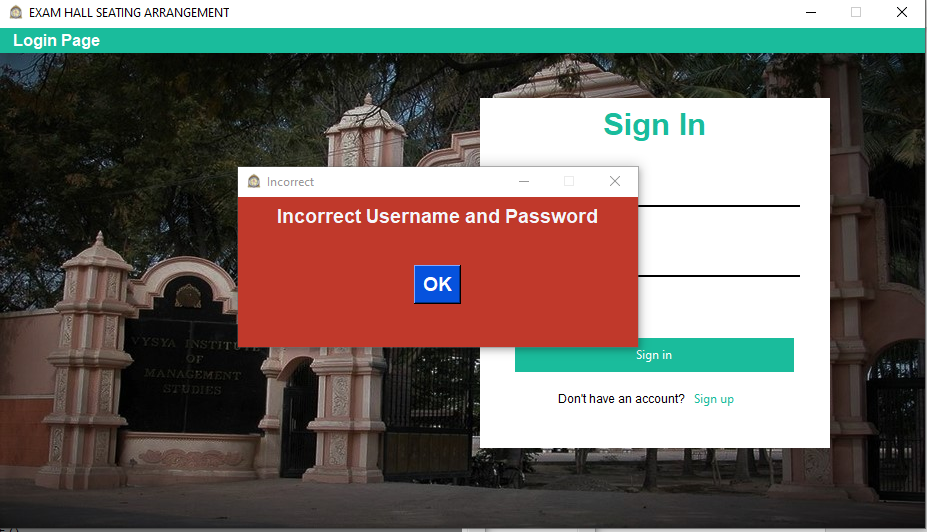 EXAM HALL SEATING ARRANGEMENT
Login Page
Sign In
Incorrect
Incorrect Username and Password
OK
VYSYA INSTITUTE
OF
MANAGEMENT
STUDIES
Sign in
Don't have an account? Sign up